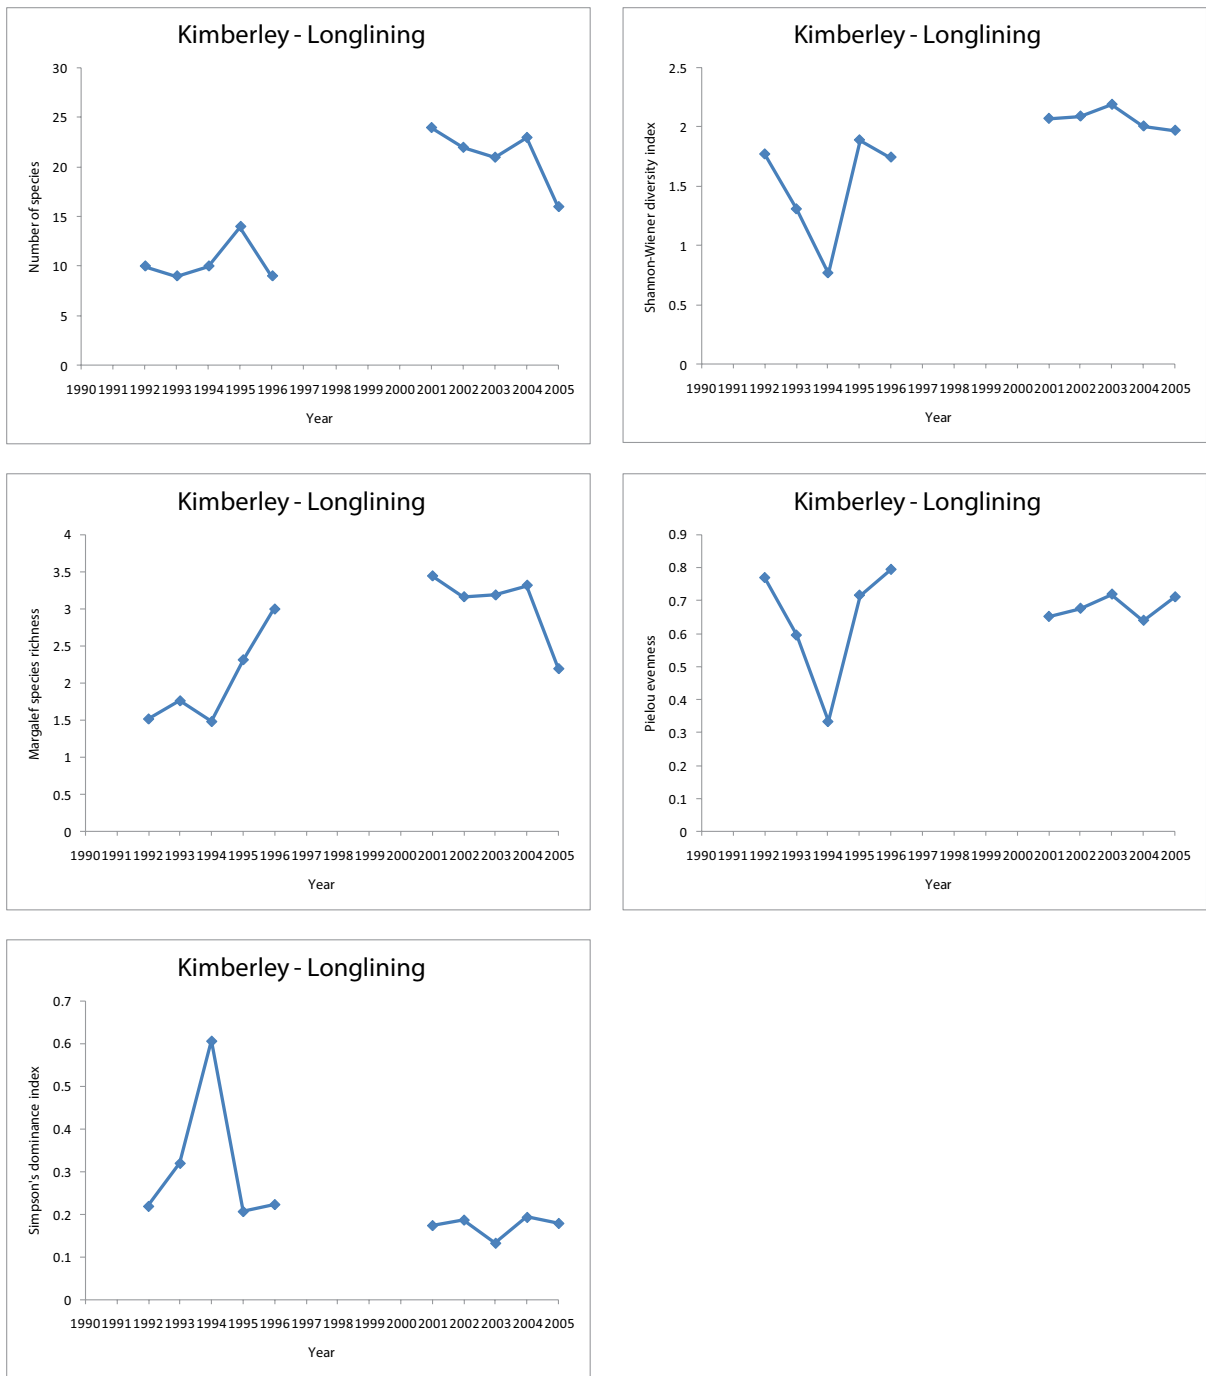 Kimberley - Longlining
Number of species
30
25
20
15
10
5
0
1990 1991 1992 1993 1994 1995 1996 1997 1998 1999 2000 2001 2002 2003 2004 2005
Year
Kimberley - Longlining
Shannon-Wiener diversity index
2.5
2
1.5
1
0.5
0
1990 1991 1992 1993 1994 1995 1996 1997 1998 1999 2000 2001 2002 2003 2004 2005
Year
Kimberley - Longlining
Margalef species richness
4
3.5
3
2.5
2
1.5
1
0.5
0
1990 1991 1992 1993 1994 1995 1996 1997 1998 1999 2000 2001 2002 2003 2004 2005
Year
Kimberley - Longlining
Pielou evenness
0.9
0.8
0.7
0.6
0.5
0.4
0.3
0.2
0.1
0
1990 1991 1992 1993 1994 1995 1996 1997 1998 1999 2000 2001 2002 2003 2004 2005
Year
Kimberley - Longlining
Simpson's dominance index
0.7
0.6
0.5
0.4
0.3
0.2
0.1
0
1990 1991 1992 1993 1994 1995 1996 1997 1998 1999 2000 2001 2002 2003 2004 2005
Year